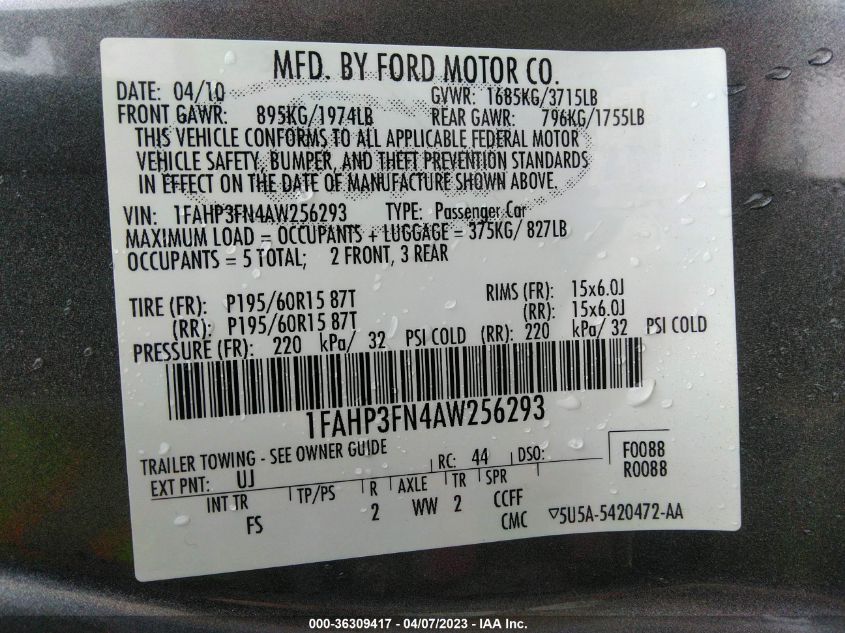 MFD. BY FORD MOTOR CO.
DATE: 04/10 GVWR: 1685KG/3715LB
FRONT GAWR: 895KG/1974LB REAR GAWR: 796KG/1755LB
THIS VEHICLE CONFORMS TO ALL APPLICABLE FEDERAL MOTOR
VEHICLE SAFETY, BUMPER, AND THEFT PREVENTION STANDARDS
IN EFFECT ON THE DATE OF MANUFACTURE SHOWN ABOVE.
VIN: 1FAHP3FN4AW256293 TYPE: Passenger Car
MAXIMUM LOAD = OCCUPANTS + LUGGAGE = 375KG/ 827LB
OCCUPANTS = 5 TOTAL; 2 FRONT, 3 REAR
TIRE (FR): P195/60R15 87T RIMS (FR): 15x6.0J
(RR): P195/60R15 87T (RR): 15x6.0J
PRESSURE (FR): 220 kPa/ 32 PSI COLD (RR): 220 kPa/ 32 PSI COLD
1FAHP3FN4AW256293
TRAILER TOWING - SEE OWNER GUIDE F0088
EXT PNT: UJ RC: 44 DSO: R0088
INT TR TP/PS R AXLE TR SPR
FS 2 WW 2 CCFF
CMC ▽5U5A-5420472-AA
000-36309417 - 04/07/2023 - IAA Inc.